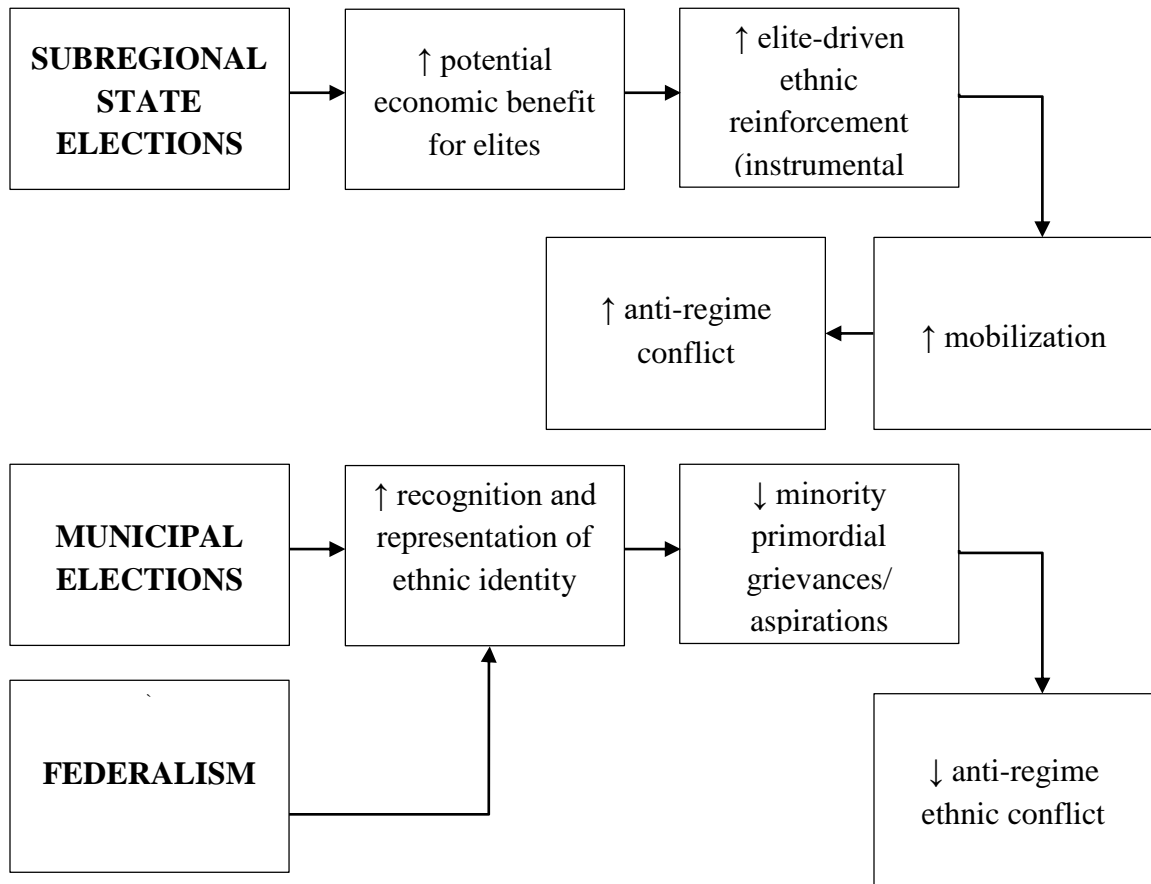 SUBREGIONAL
STATE
ELECTIONS
↑ potential
economic benefit
for elites
↑ elite-driven
ethnic
reinforcement
(instrumental
↑ anti-regime
conflict
↑ mobilization
MUNICIPAL
ELECTIONS
↑ recognition and
representation of
ethnic identity
↓ minority
primordial
grievances/
aspirations
`
FEDERALISM
↓ anti-regime
ethnic conflict